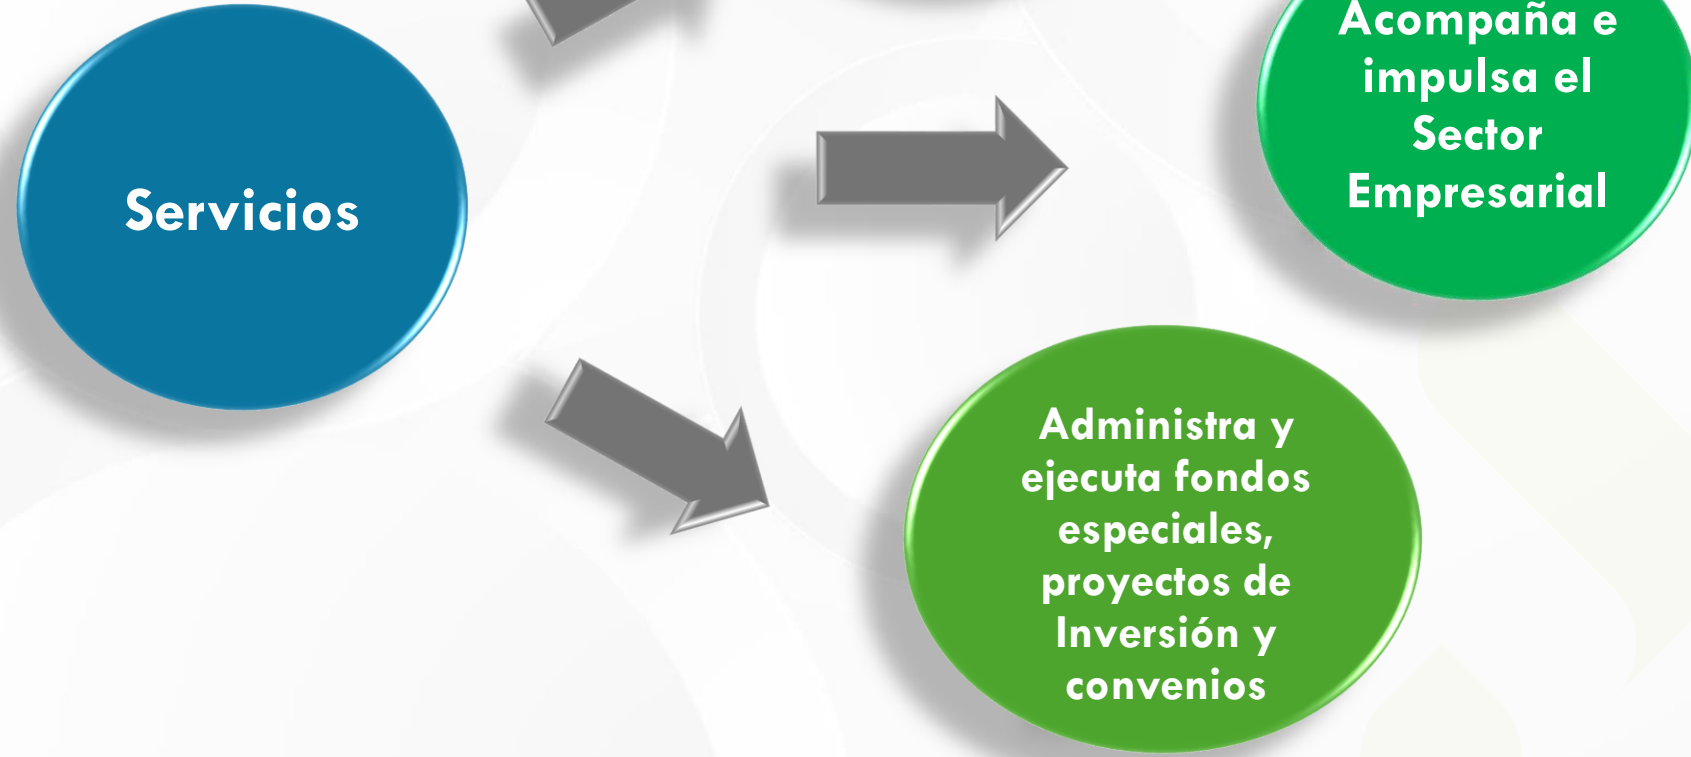 Servicios
Acompaña e
impulsa el
Sector
Empresarial
Administra y
ejecuta fondos
especiales,
proyectos de
Inversión y
convenios